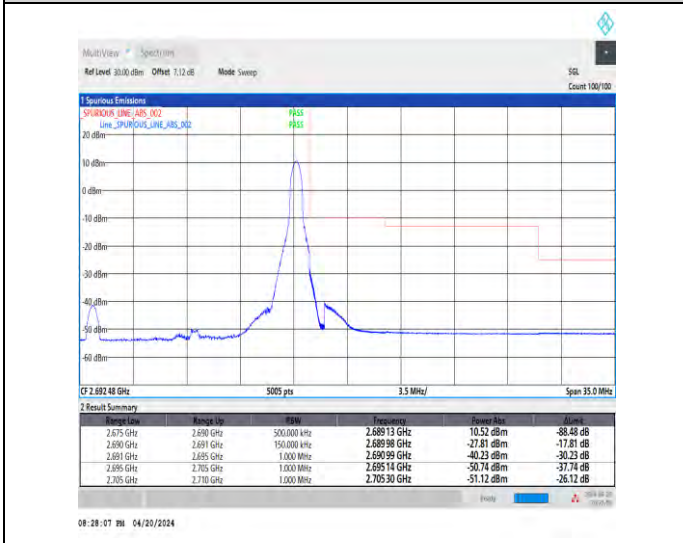 MultiView Spectrum
Ref Level 30.00 dBm Offset 7.12 dB Mode Sweep SGL
Count 100/100
1 Spurious Emissions
_SPURIOUS_LINE_ABS_002 PASS
Line _SPURIOUS_LINE_ABS_002 PASS
20 dBm
10 dBm
0 dBm
-10 dBm
-20 dBm
-30 dBm
-40 dBm
-50 dBm
-60 dBm
CF 2.692 48 GHz 5005 pts 3.5 MHz/ Span 35.0 MHz
2 Result Summary
Range Low Range Up RBW Frequency Power Abs ΔLimit
2.675 GHz 2.690 GHz 500.000 kHz 2.689 13 GHz 10.52 dBm -88.48 dB
2.690 GHz 2.691 GHz 150.000 kHz 2.689 98 GHz -27.81 dBm -17.81 dB
2.691 GHz 2.695 GHz 1.000 MHz 2.690 99 GHz -40.23 dBm -30.23 dB
2.695 GHz 2.705 GHz 1.000 MHz 2.695 14 GHz -50.74 dBm -37.74 dB
2.705 GHz 2.710 GHz 1.000 MHz 2.705 30 GHz -51.12 dBm -26.12 dB
08:28:07 PM 04/20/2024